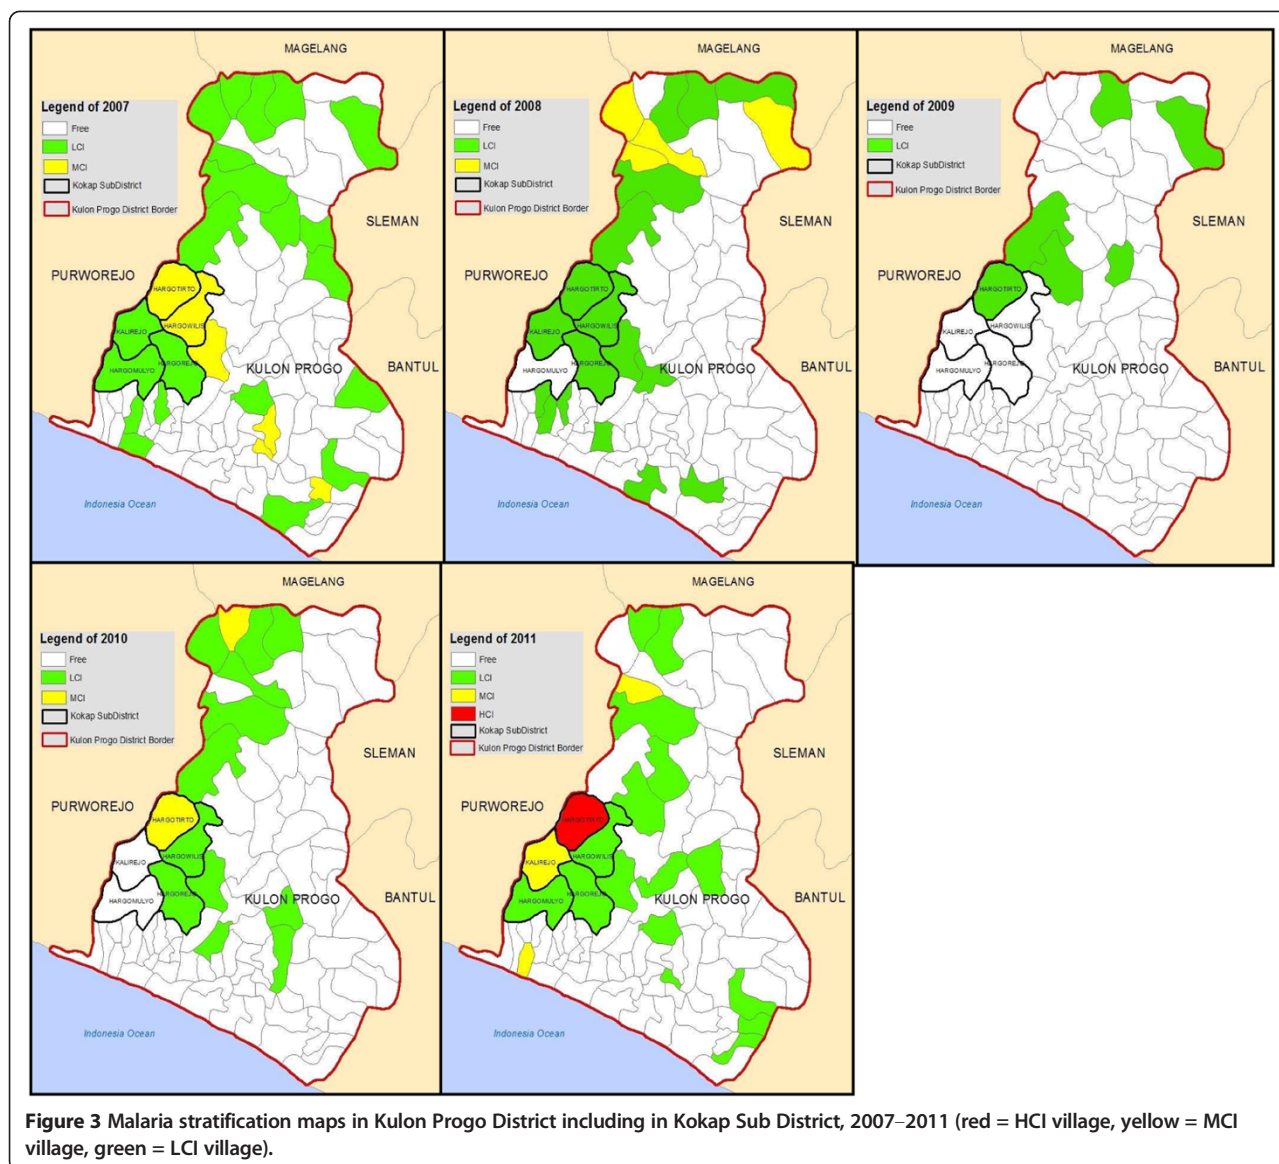 MAGELANG
Legend of 2007
Free
LCI
MCI
Kokap SubDistrict
Kulon Progo District Border
SLEMAN
PURWOREJO
HARGOTIRTO
HARGOWILIS
KALIREJO
HARGOREJO
HARGOMULYO
KULON PROGO
BANTUL
Indonesia Ocean
MAGELANG
Legend of 2008
Free
LCI
MCI
Kokap SubDistrict
Kulon Progo District Border
SLEMAN
PURWOREJO
HARGOTIRTO
HARGOWILIS
KALIREJO
HARGOREJO
HARGOMULYO
KULON PROGO
BANTUL
Indonesia Ocean
MAGELANG
Legend of 2009
Free
LCI
Kokap SubDistrict
Kulon Progo District Border
SLEMAN
PURWOREJO
HARGOTIRTO
HARGOWILIS
KALIREJO
HARGOREJO
HARGOMULYO
KULON PROGO
BANTUL
Indonesia Ocean
MAGELANG
Legend of 2010
Free
LCI
MCI
Kokap SubDistrict
Kulon Progo District Border
SLEMAN
PURWOREJO
HARGOTIRTO
HARGOWILIS
KALIREJO
HARGOREJO
HARGOMULYO
KULON PROGO
BANTUL
Indonesia Ocean
MAGELANG
Legend of 2011
Free
LCI
MCI
HCI
Kokap SubDistrict
Kulon Progo District Border
SLEMAN
PURWOREJO
HARGOTIRTO
HARGOWILIS
KALIREJO
HARGOREJO
HARGOMULYO
KULON PROGO
BANTUL
Indonesia Ocean
Figure 3 Malaria stratification maps in Kulon Progo District including in Kokap Sub District, 2007–2011 (red = HCI village, yellow = MCI
village, green = LCI village).